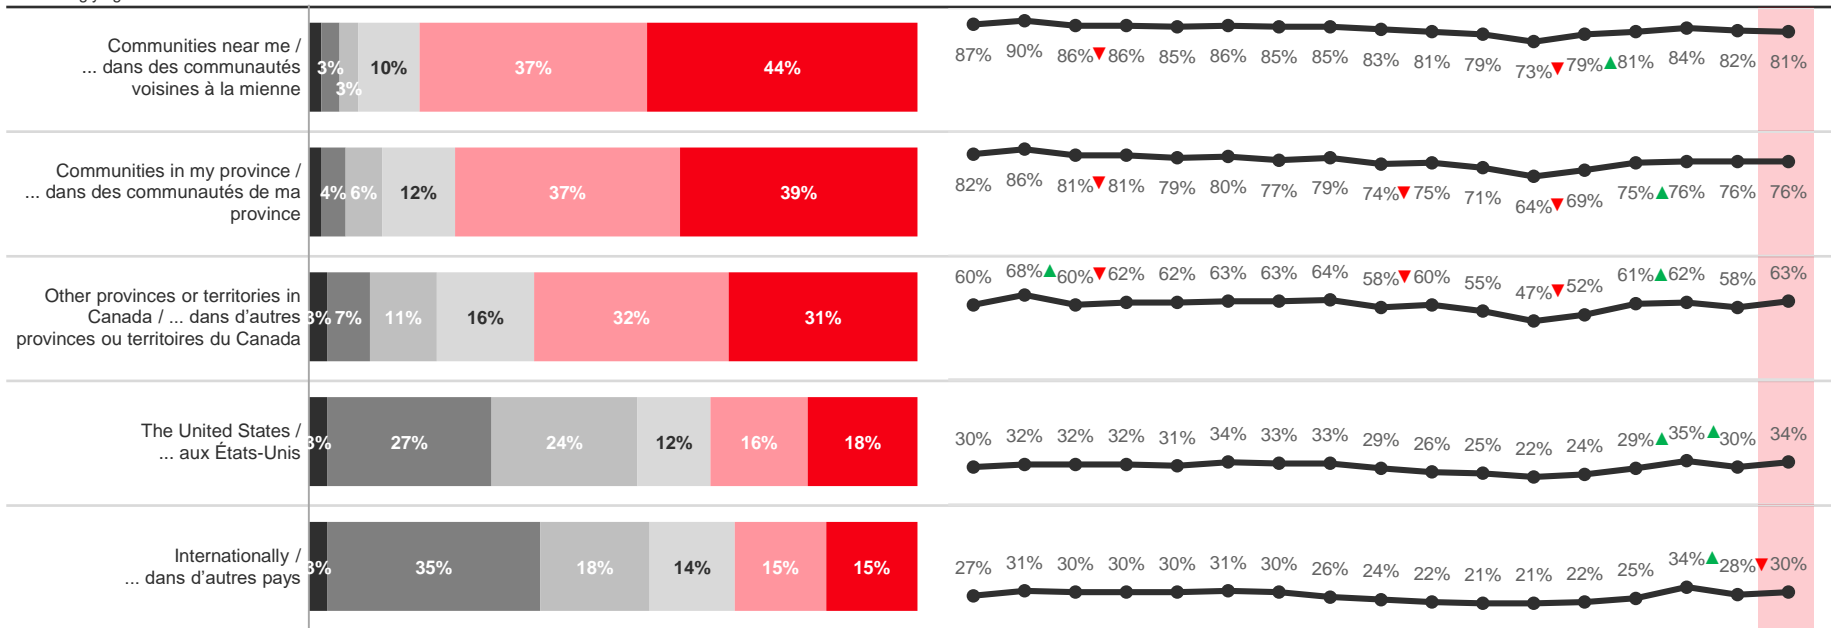 Communities near me /
... dans des communautés
voisines à la mienne
3% 3% 10% 37% 44%
87% 90% 86%▼86% 85% 86% 85% 85% 83% 81% 79% 73%▼79%▲81% 84% 82% 81%
Communities in my province /
... dans des communautés de ma
province
4% 6% 12% 37% 39%
82% 86% 81%▼81% 79% 80% 77% 79% 74%▼75% 71% 64%▼69% 75%▲76% 76% 76%
Other provinces or territories in
Canada / ... dans d’autres
provinces ou territoires du Canada
3% 7% 11% 16% 32% 31%
60% 68%▲60%▼62% 62% 63% 63% 64% 58%▼60% 55% 47%▼52% 61%▲62% 58% 63%
The United States /
... aux États-Unis
3% 27% 24% 12% 16% 18%
30% 32% 32% 32% 31% 34% 33% 33% 29% 26% 25% 22% 24% 29%▲35%▲30% 34%
Internationally /
... dans d’autres pays
3% 35% 18% 14% 15% 15%
27% 31% 30% 30% 30% 31% 30% 26% 24% 22% 21% 21% 22% 25% 34%▲28%▼30%